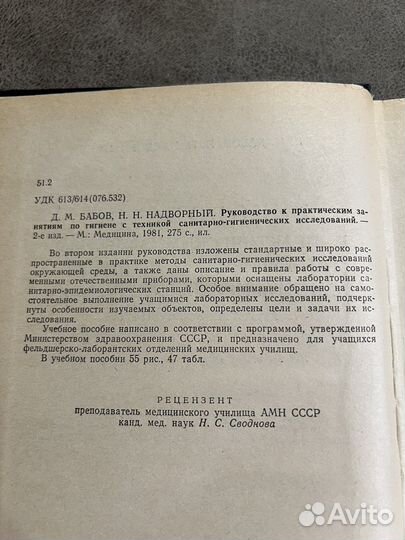 51.2
УДК 613/614(076.532)
Д. М. БАБОВ, Н. Н. НАДВОРНЫЙ. Руководство к практическим за-
нятиям по гигиене с техникой санитарно-гигиенических исследований. —
2-е изд. — М.: Медицина, 1981, 275 с., ил.
Во втором издании руководства изложены стандартные и широко рас-
пространенные в практике методы санитарно-гигиенических исследований
окружающей среды, а также даны описание и правила работы с совре-
менными отечественными приборами, которыми оснащены лаборатории са-
нитарно-эпидемиологических станций. Особое внимание обращено на само-
стоятельное выполнение учащимися лабораторных исследований, подчерк-
нуты особенности изучаемых объектов, определены цели и задачи их ис-
следования.
Учебное пособие написано в соответствии с программой, утвержденной
Министерством здравоохранения СССР, и предназначено для учащихся
фельдшерско-лаборантских отделений медицинских училищ.
В учебном пособии 55 рис., 47 табл.
РЕЦЕНЗЕНТ
преподаватель медицинского училища АМН СССР
канд. мед. наук Н. С. Своднова
Avito